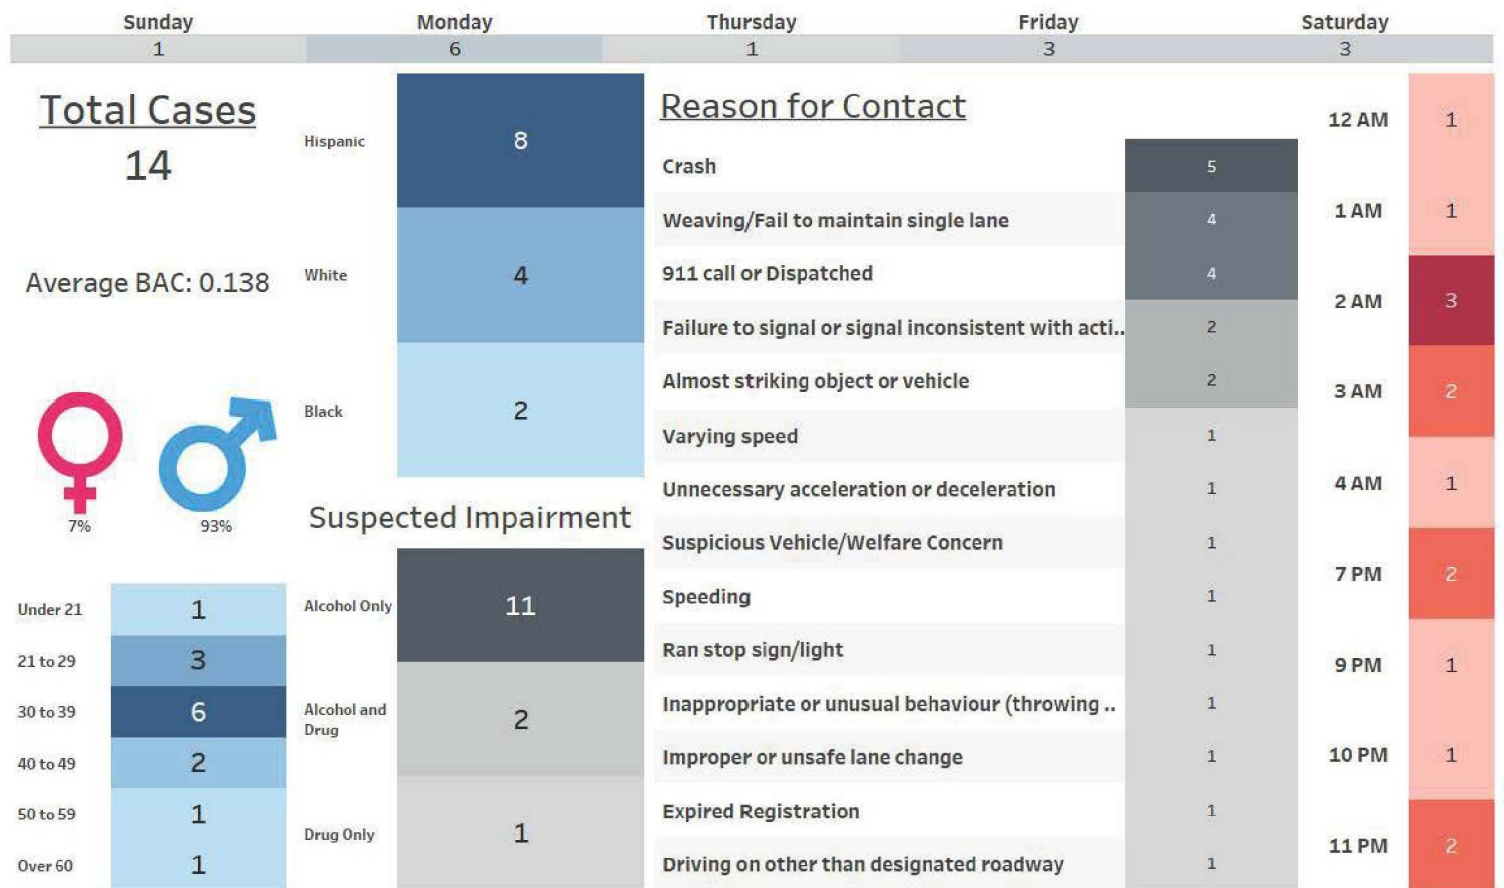 Sunday Monday Thursday Friday Saturday
1 6 1 3 3
Total Cases
14
Average BAC: 0.138
7% 93%
Under 21 1
21 to 29 3
30 to 39 6
40 to 49 2
50 to 59 1
Over 60 1
Hispanic 8
White 4
Black 2
Suspected Impairment
Alcohol Only 11
Alcohol and
Drug 2
Drug Only 1
Reason for Contact
Crash 5
Weaving/Fail to maintain single lane 4
911 call or Dispatched 4
Failure to signal or signal inconsistent with acti.. 2
Almost striking object or vehicle 2
Varying speed 1
Unnecessary acceleration or deceleration 1
Suspicious Vehicle/Welfare Concern 1
Speeding 1
Ran stop sign/light 1
Inappropriate or unusual behaviour (throwing .. 1
Improper or unsafe lane change 1
Expired Registration 1
Driving on other than designated roadway 1
12 AM 1
1 AM 1
2 AM 3
3 AM 2
4 AM 1
7 PM 2
9 PM 1
10 PM 1
11 PM 2